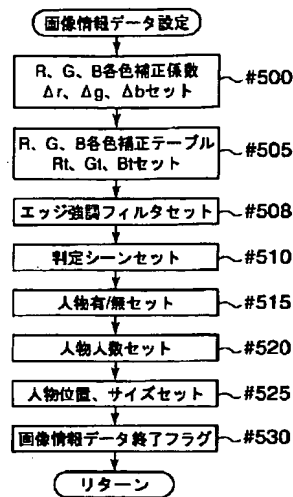 画像情報データ設定
R、G、B各色補正係数
Δr、Δg、Δbセット
#500
R、G、B各色補正テーブル
Rt、Gt、Btセット
#505
エッジ強調フィルタセット
#508
判定シーンセット
#510
人物有/無セット
#515
人物人数セット
#520
人物位置、サイズセット
#525
画像情報データ終了フラグ
#530
リターン